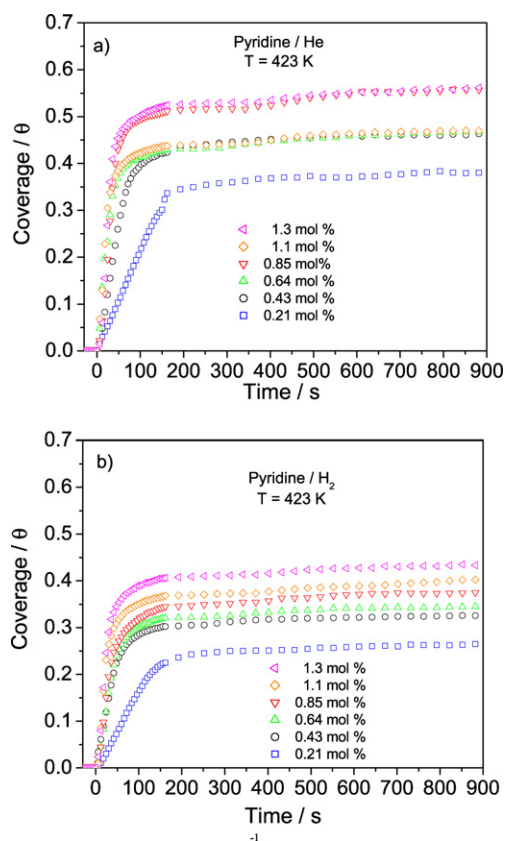 a)
Pyridine / He
T = 423 K
Coverage / θ
0.7
0.6
0.5
0.4
0.3
0.2
0.1
0.0
1.3 mol %
1.1 mol %
0.85 mol%
0.64 mol %
0.43 mol %
0.21 mol %
0 100 200 300 400 500 600 700 800 900
Time / s
b)
Pyridine / H2
T = 423 K
Coverage / θ
0.7
0.6
0.5
0.4
0.3
0.2
0.1
0.0
1.3 mol %
1.1 mol %
0.85 mol %
0.64 mol %
0.43 mol %
0.21 mol %
0 100 200 300 400 500 600 700 800 900
Time / s
-1